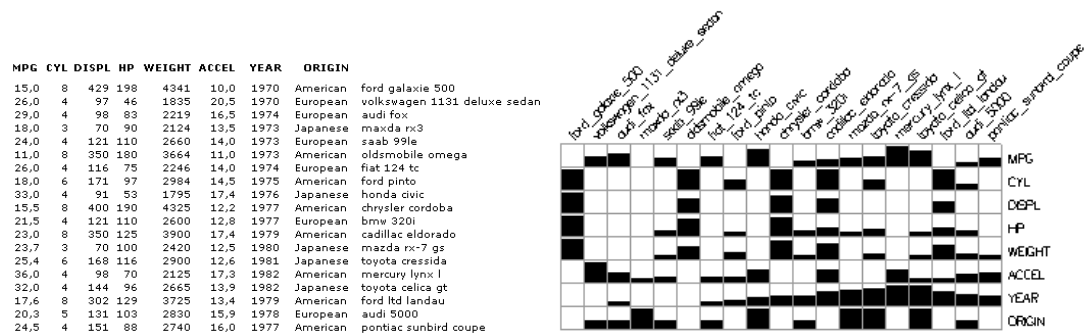 MPG CYL DISPL HP WEIGHT ACCEL YEAR ORIGIN
15,0 8 429 198 4341 10,0 1970 American ford galaxie 500
26,0 4 97 46 1835 20,5 1970 European volkswagen 1131 deluxe sedan
29,0 4 98 83 2219 16,5 1974 European audi fox
18,0 3 70 90 2124 13,5 1973 Japanese maxda rx3
24,0 4 121 110 2660 14,0 1973 European saab 99le
11,0 8 350 180 3664 11,0 1973 American oldsmobile omega
26,0 4 116 75 2246 14,0 1974 European fiat 124 tc
18,0 6 171 97 2984 14,5 1975 American ford pinto
33,0 4 91 53 1795 17,4 1976 Japanese honda civic
15,5 8 400 190 4325 12,2 1977 American chrysler cordoba
21,5 4 121 110 2600 12,8 1977 European bmw 320i
23,0 8 350 125 3900 17,4 1979 American cadillac eldorado
23,7 3 70 100 2420 12,5 1980 Japanese mazda rx-7 gs
25,4 6 168 116 2900 12,6 1981 Japanese toyota cressida
36,0 4 98 70 2125 17,3 1982 American mercury lynx l
32,0 4 144 96 2665 13,9 1982 Japanese toyota celica gt
17,6 8 302 129 3725 13,4 1979 American ford ltd landau
20,3 5 131 103 2830 15,9 1978 European audi 5000
24,5 4 151 88 2740 16,0 1977 American pontiac sunbird coupe
ford_galaxie_500
volkswagen_1131_deluxe_sedan
audi_fox
maxda_rx3
saab_99le
oldsmobile_omega
fiat_124_tc
ford_pinto
honda_civic
chrysler_cordoba
bmw_320i
cadillac_eldorado
mazda_rx-7_gs
toyota_cressida
mercury_lynx_l
toyota_celica_gt
ford_ltd_landau
audi_5000
pontiac_sunbird_coupe
MPG
CYL
DISPL
HP
WEIGHT
ACCEL
YEAR
ORIGIN